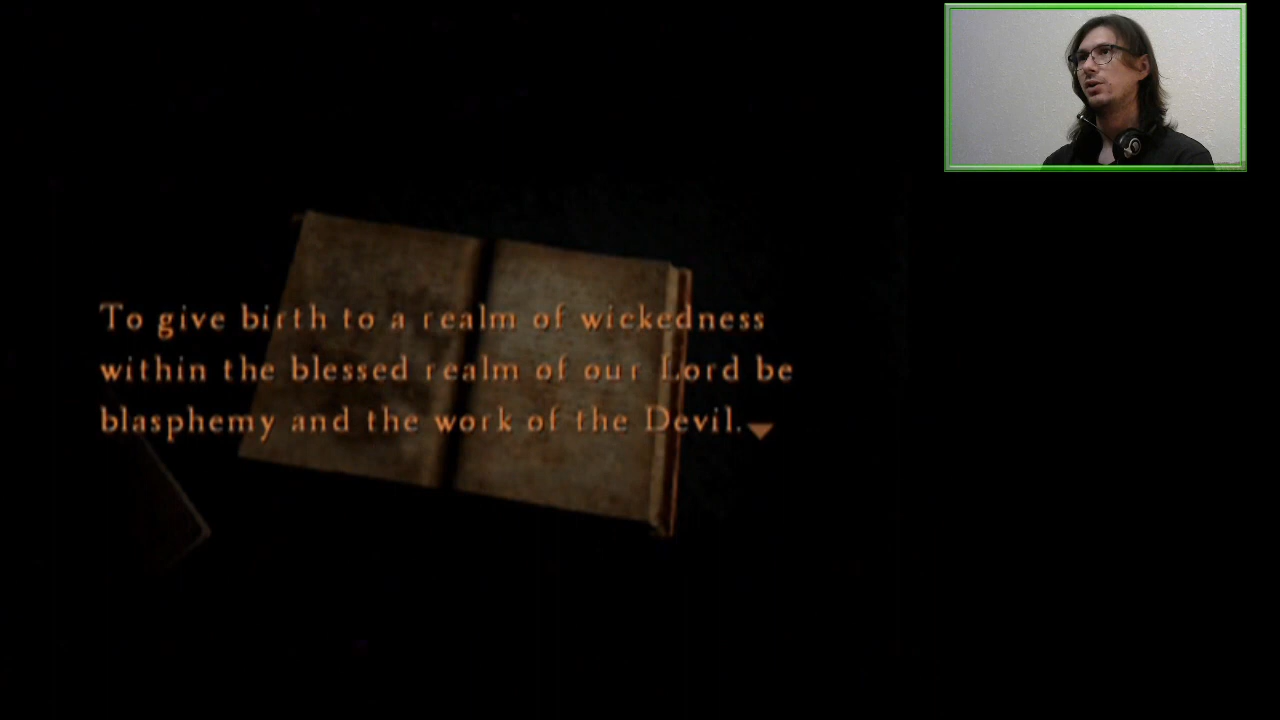 To give birth to a realm of wickedness
within the blessed realm of our Lord be
blasphemy and the work of the Devil.